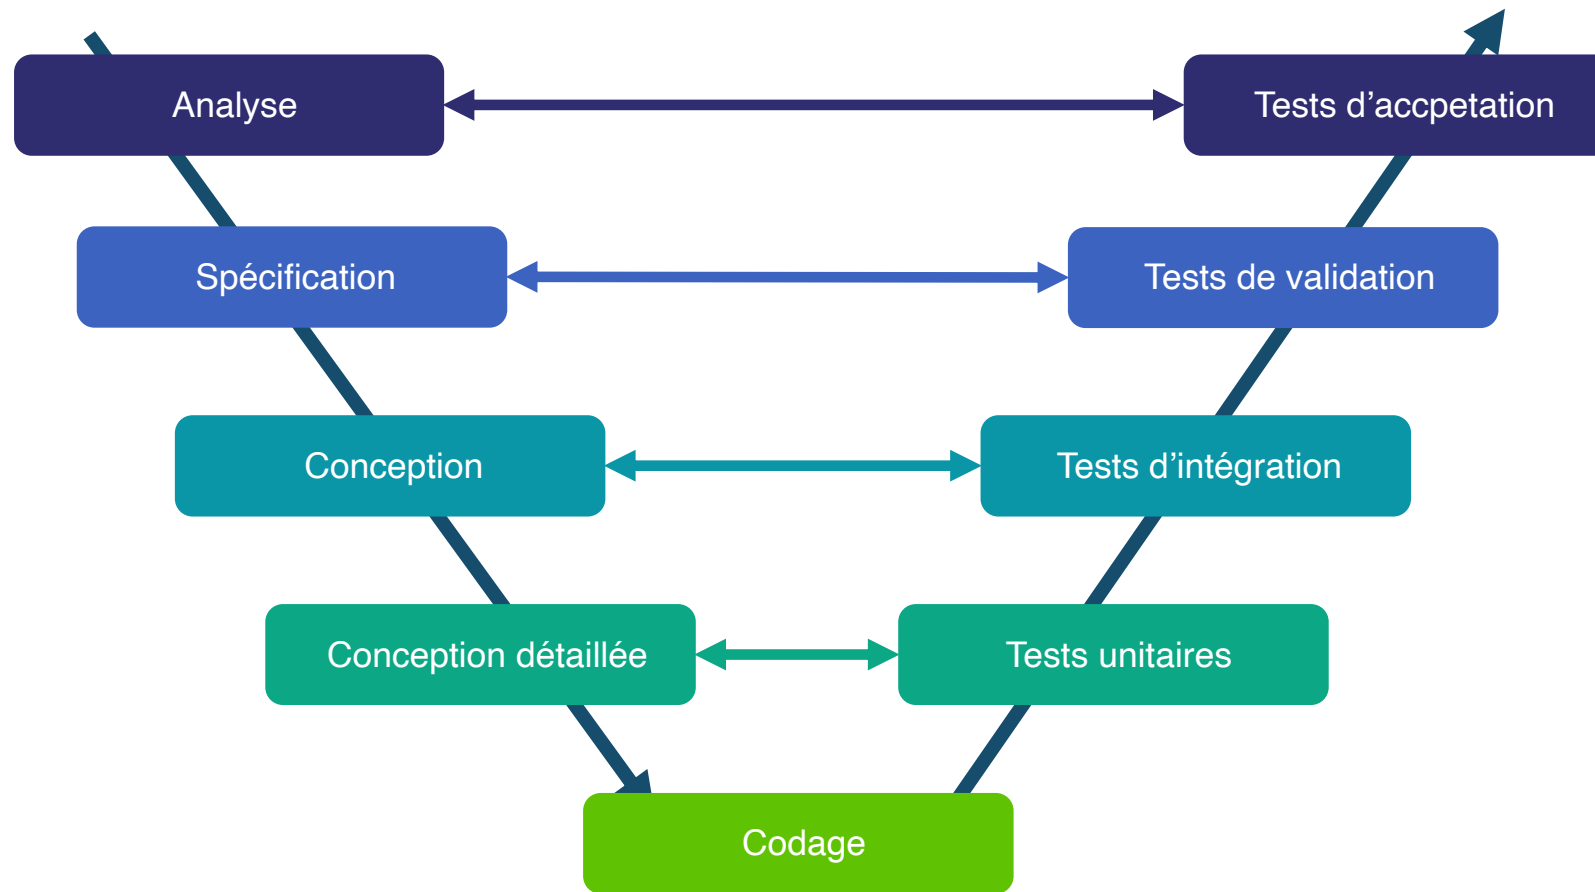 Analyse
Tests d’accpetation
Spécification
Tests de validation
Conception
Tests d’intégration
Conception détaillée
Tests unitaires
Codage